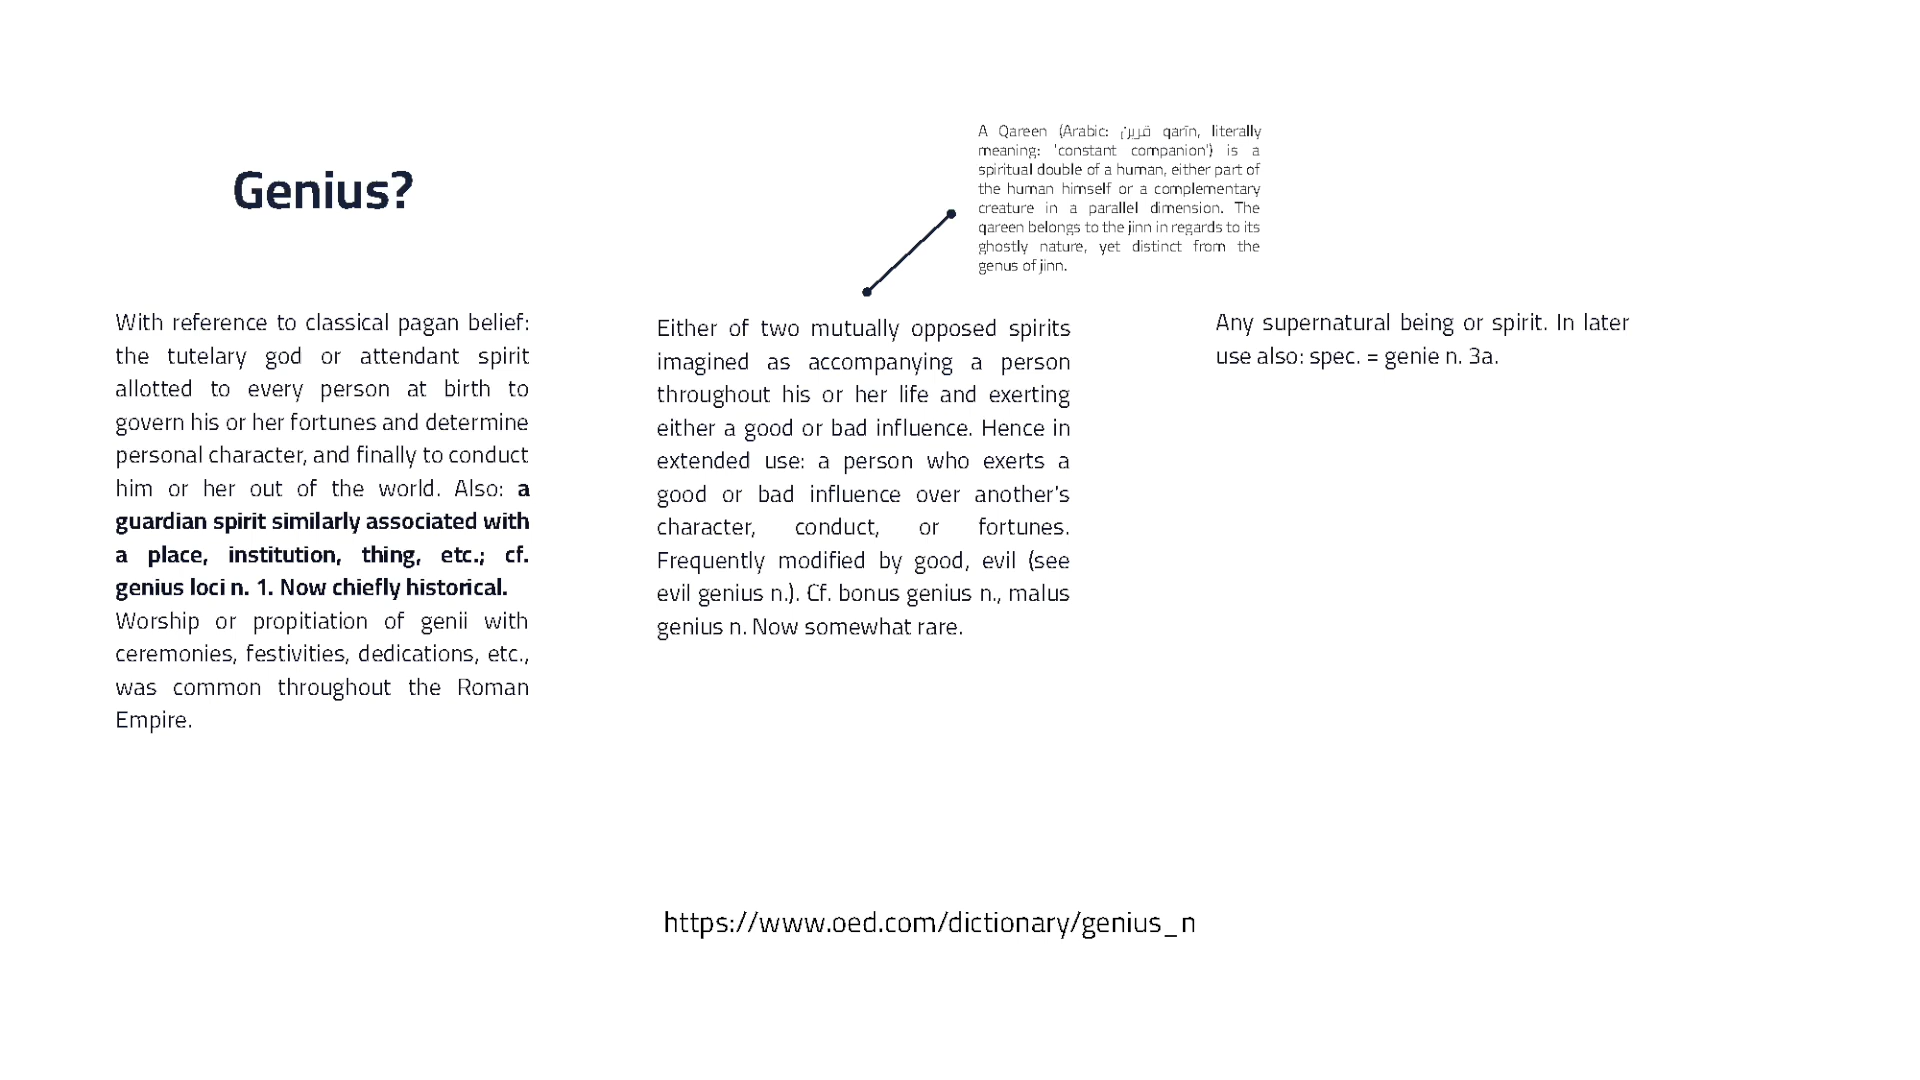 Genius?
A Qareen (Arabic: قرين qarīn, literally
meaning: 'constant companion') is a
spiritual double of a human, either part of
the human himself or a complementary
creature in a parallel dimension. The
qareen belongs to the jinn in regards to its
ghostly nature, yet distinct from the
genus of jinn.
With reference to classical pagan belief:
the tutelary god or attendant spirit
allotted to every person at birth to
govern his or her fortunes and determine
personal character, and finally to conduct
him or her out of the world. Also: a
guardian spirit similarly associated with
a place, institution, thing, etc.; cf.
genius loci n. 1. Now chiefly historical.
Worship or propitiation of genii with
ceremonies, festivities, dedications, etc.,
was common throughout the Roman
Empire.
Either of two mutually opposed spirits
imagined as accompanying a person
throughout his or her life and exerting
either a good or bad influence. Hence in
extended use: a person who exerts a
good or bad influence over another's
character, conduct, or fortunes.
Frequently modified by good, evil (see
evil genius n.). Cf. bonus genius n., malus
genius n. Now somewhat rare.
Any supernatural being or spirit. In later
use also: spec. = genie n. 3a.
https://www.oed.com/dictionary/genius_n